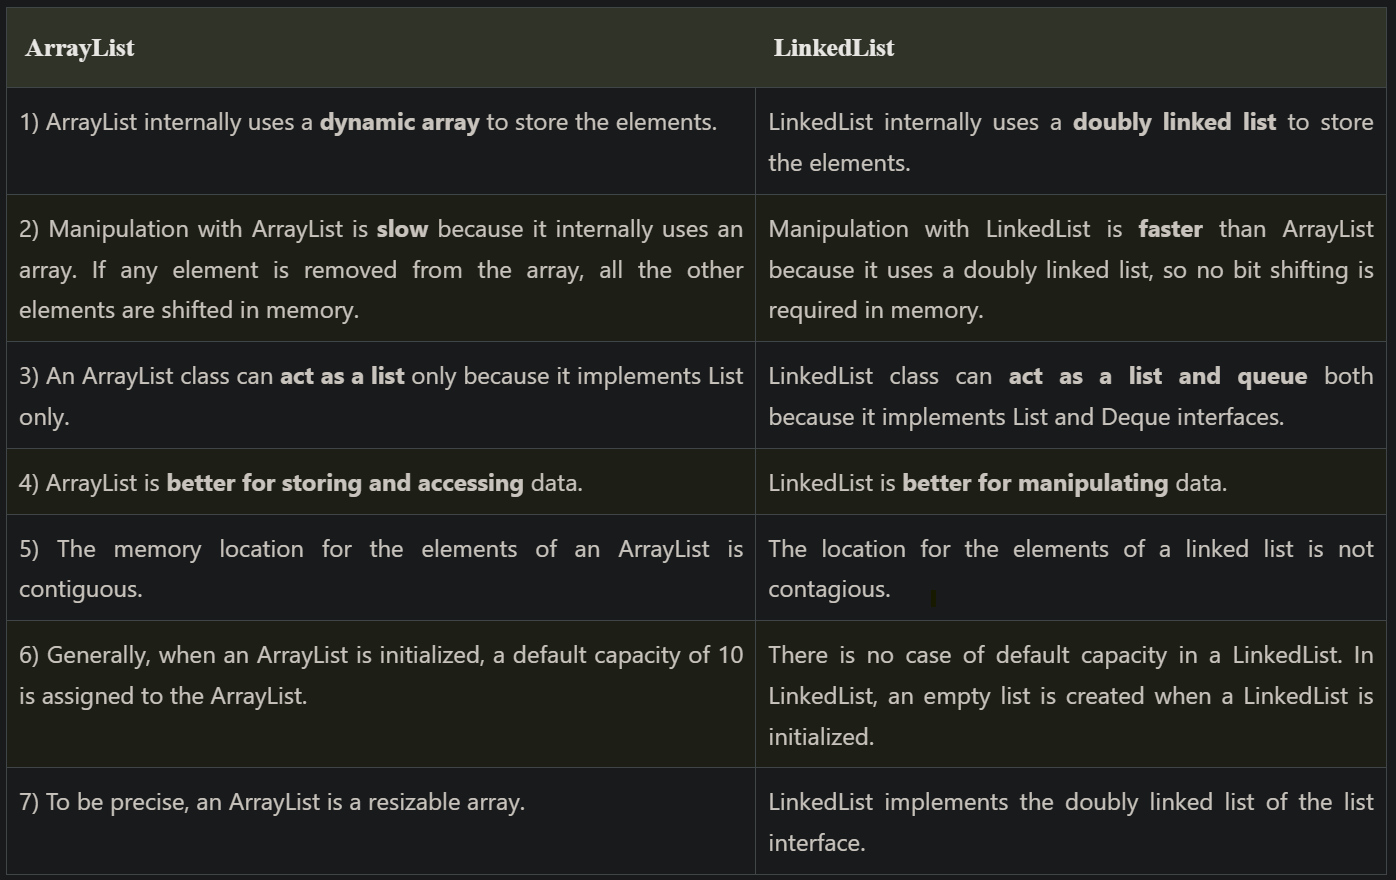 ArrayList
LinkedList
1) ArrayList internally uses a dynamic array to store the elements.
LinkedList internally uses a doubly linked list to store
the elements.
2) Manipulation with ArrayList is slow because it internally uses an
array. If any element is removed from the array, all the other
elements are shifted in memory.
Manipulation with LinkedList is faster than ArrayList
because it uses a doubly linked list, so no bit shifting is
required in memory.
3) An ArrayList class can act as a list only because it implements List
only.
LinkedList class can act as a list and queue both
because it implements List and Deque interfaces.
4) ArrayList is better for storing and accessing data.
LinkedList is better for manipulating data.
5) The memory location for the elements of an ArrayList is
contiguous.
The location for the elements of a linked list is not
contagious.
6) Generally, when an ArrayList is initialized, a default capacity of 10
is assigned to the ArrayList.
There is no case of default capacity in a LinkedList. In
LinkedList, an empty list is created when a LinkedList is
initialized.
7) To be precise, an ArrayList is a resizable array.
LinkedList implements the doubly linked list of the list
interface.